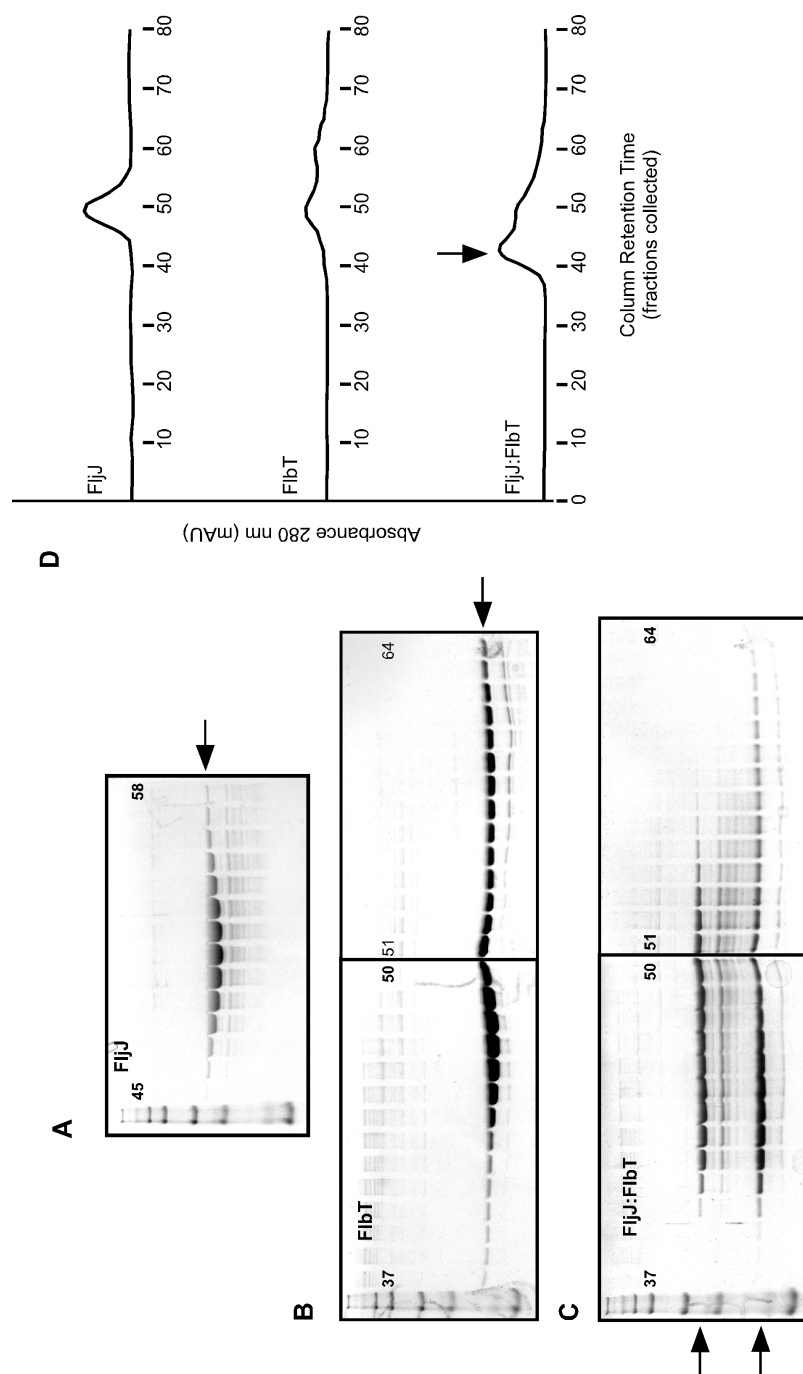 A
FljJ
45
58
B
FlbT
37
50
51
64
C
FljJ:FlbT
37
50
51
64
D
Absorbance 280 nm (mAU)
FljJ
10 20 30 40 50 60 70 80
FlbT
10 20 30 40 50 60 70 80
FljJ:FlbT
0 10 20 30 40 50 60 70 80
Column Retention Time
(fractions collected)